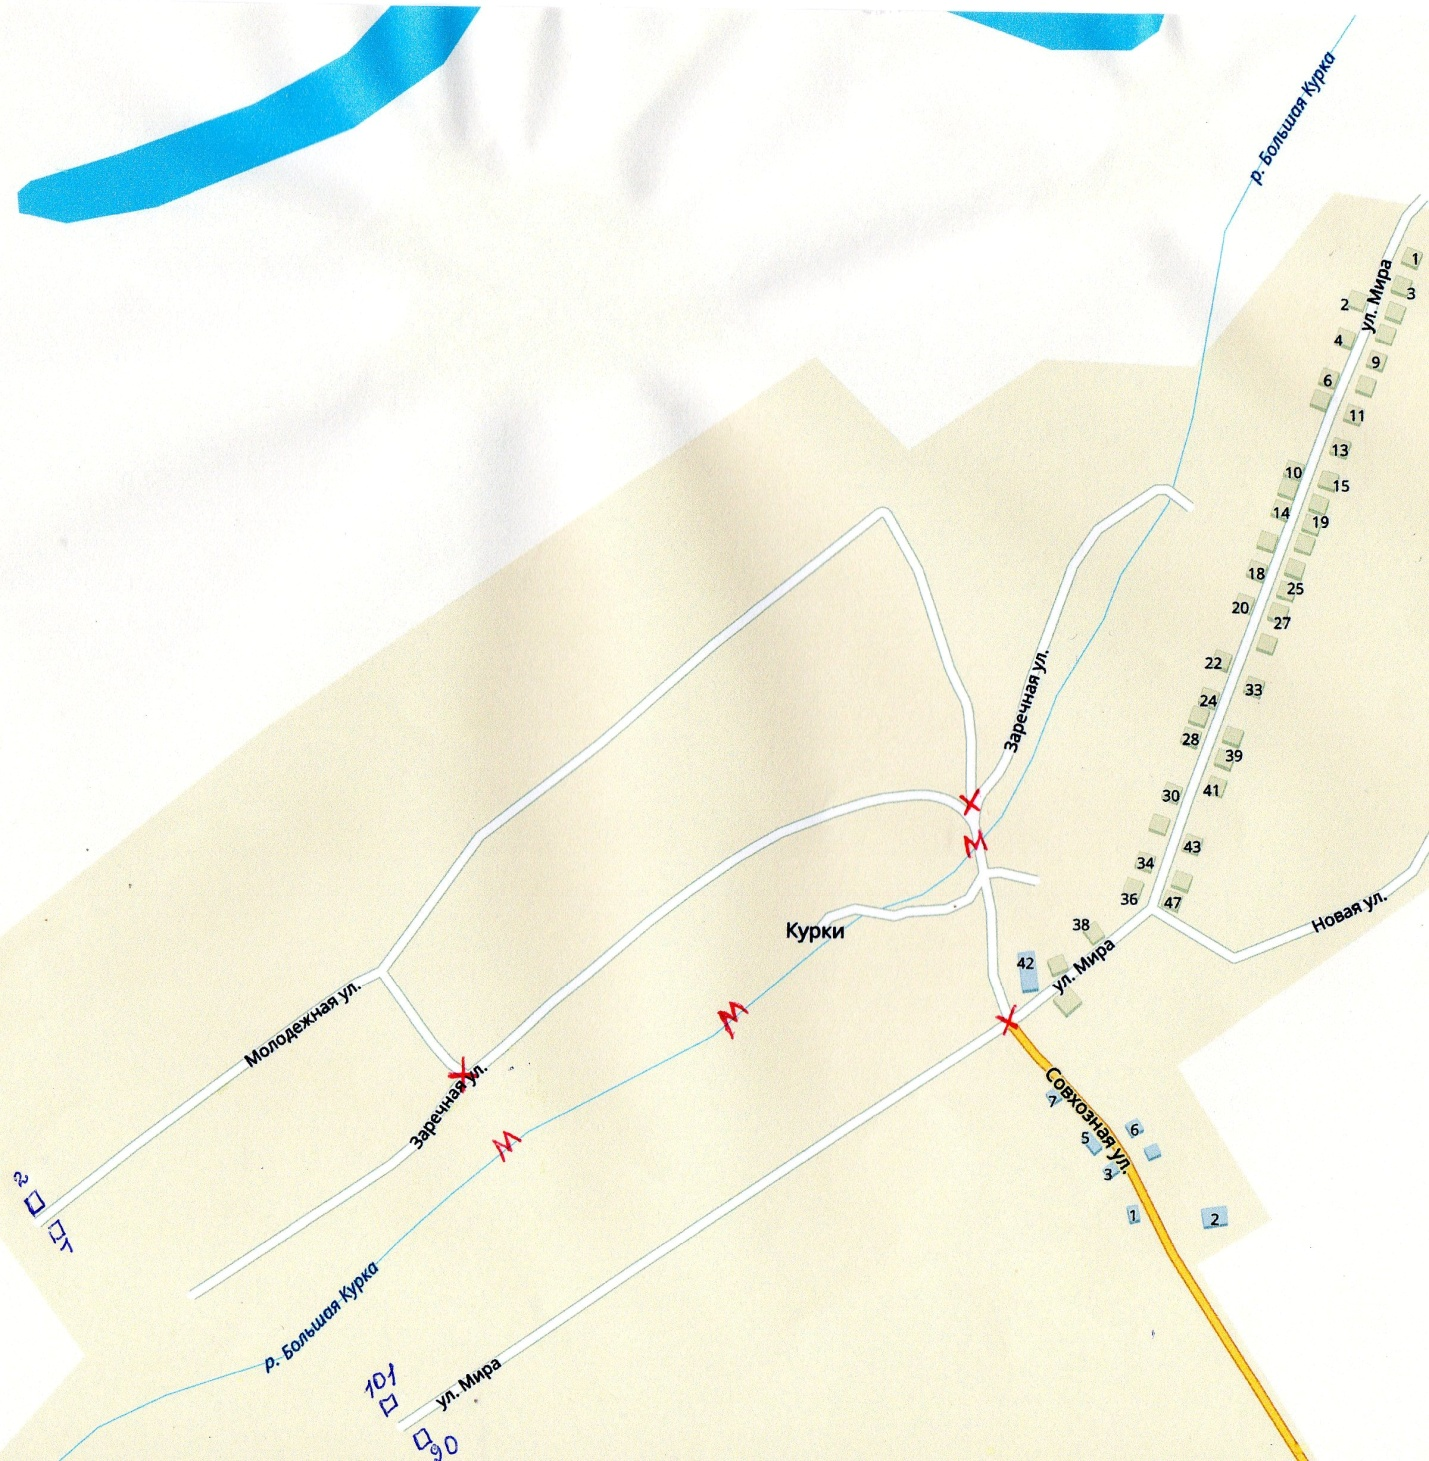 р. Большая Курка
ул. Мира
1
3
2
4
9
6
11
13
10
15
14
19
18
25
20
27
22
33
24
28
39
30
41
43
34
36
47
Заречная ул.
Новая ул.
38
Курки
42
ул. Мира
Молодежная ул.
Заречная ул.
Совхозная ул.
7
5
6
3
1
2
2
1
М
М
М
р. Большая Курка
101
ул. Мира
90